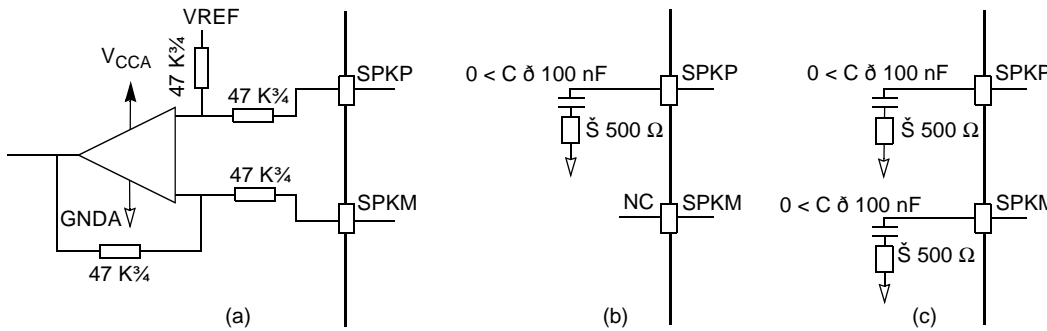 VREF
V_CCA
47 K¾
47 K¾
SPKP
47 K¾
SPKM
GNDA
47 K¾
(a)
0 < C ð 100 nF
SPKP
Š 500 Ω
NC
SPKM
(b)
0 < C ð 100 nF
SPKP
Š 500 Ω
0 < C ð 100 nF
SPKM
Š 500 Ω
(c)